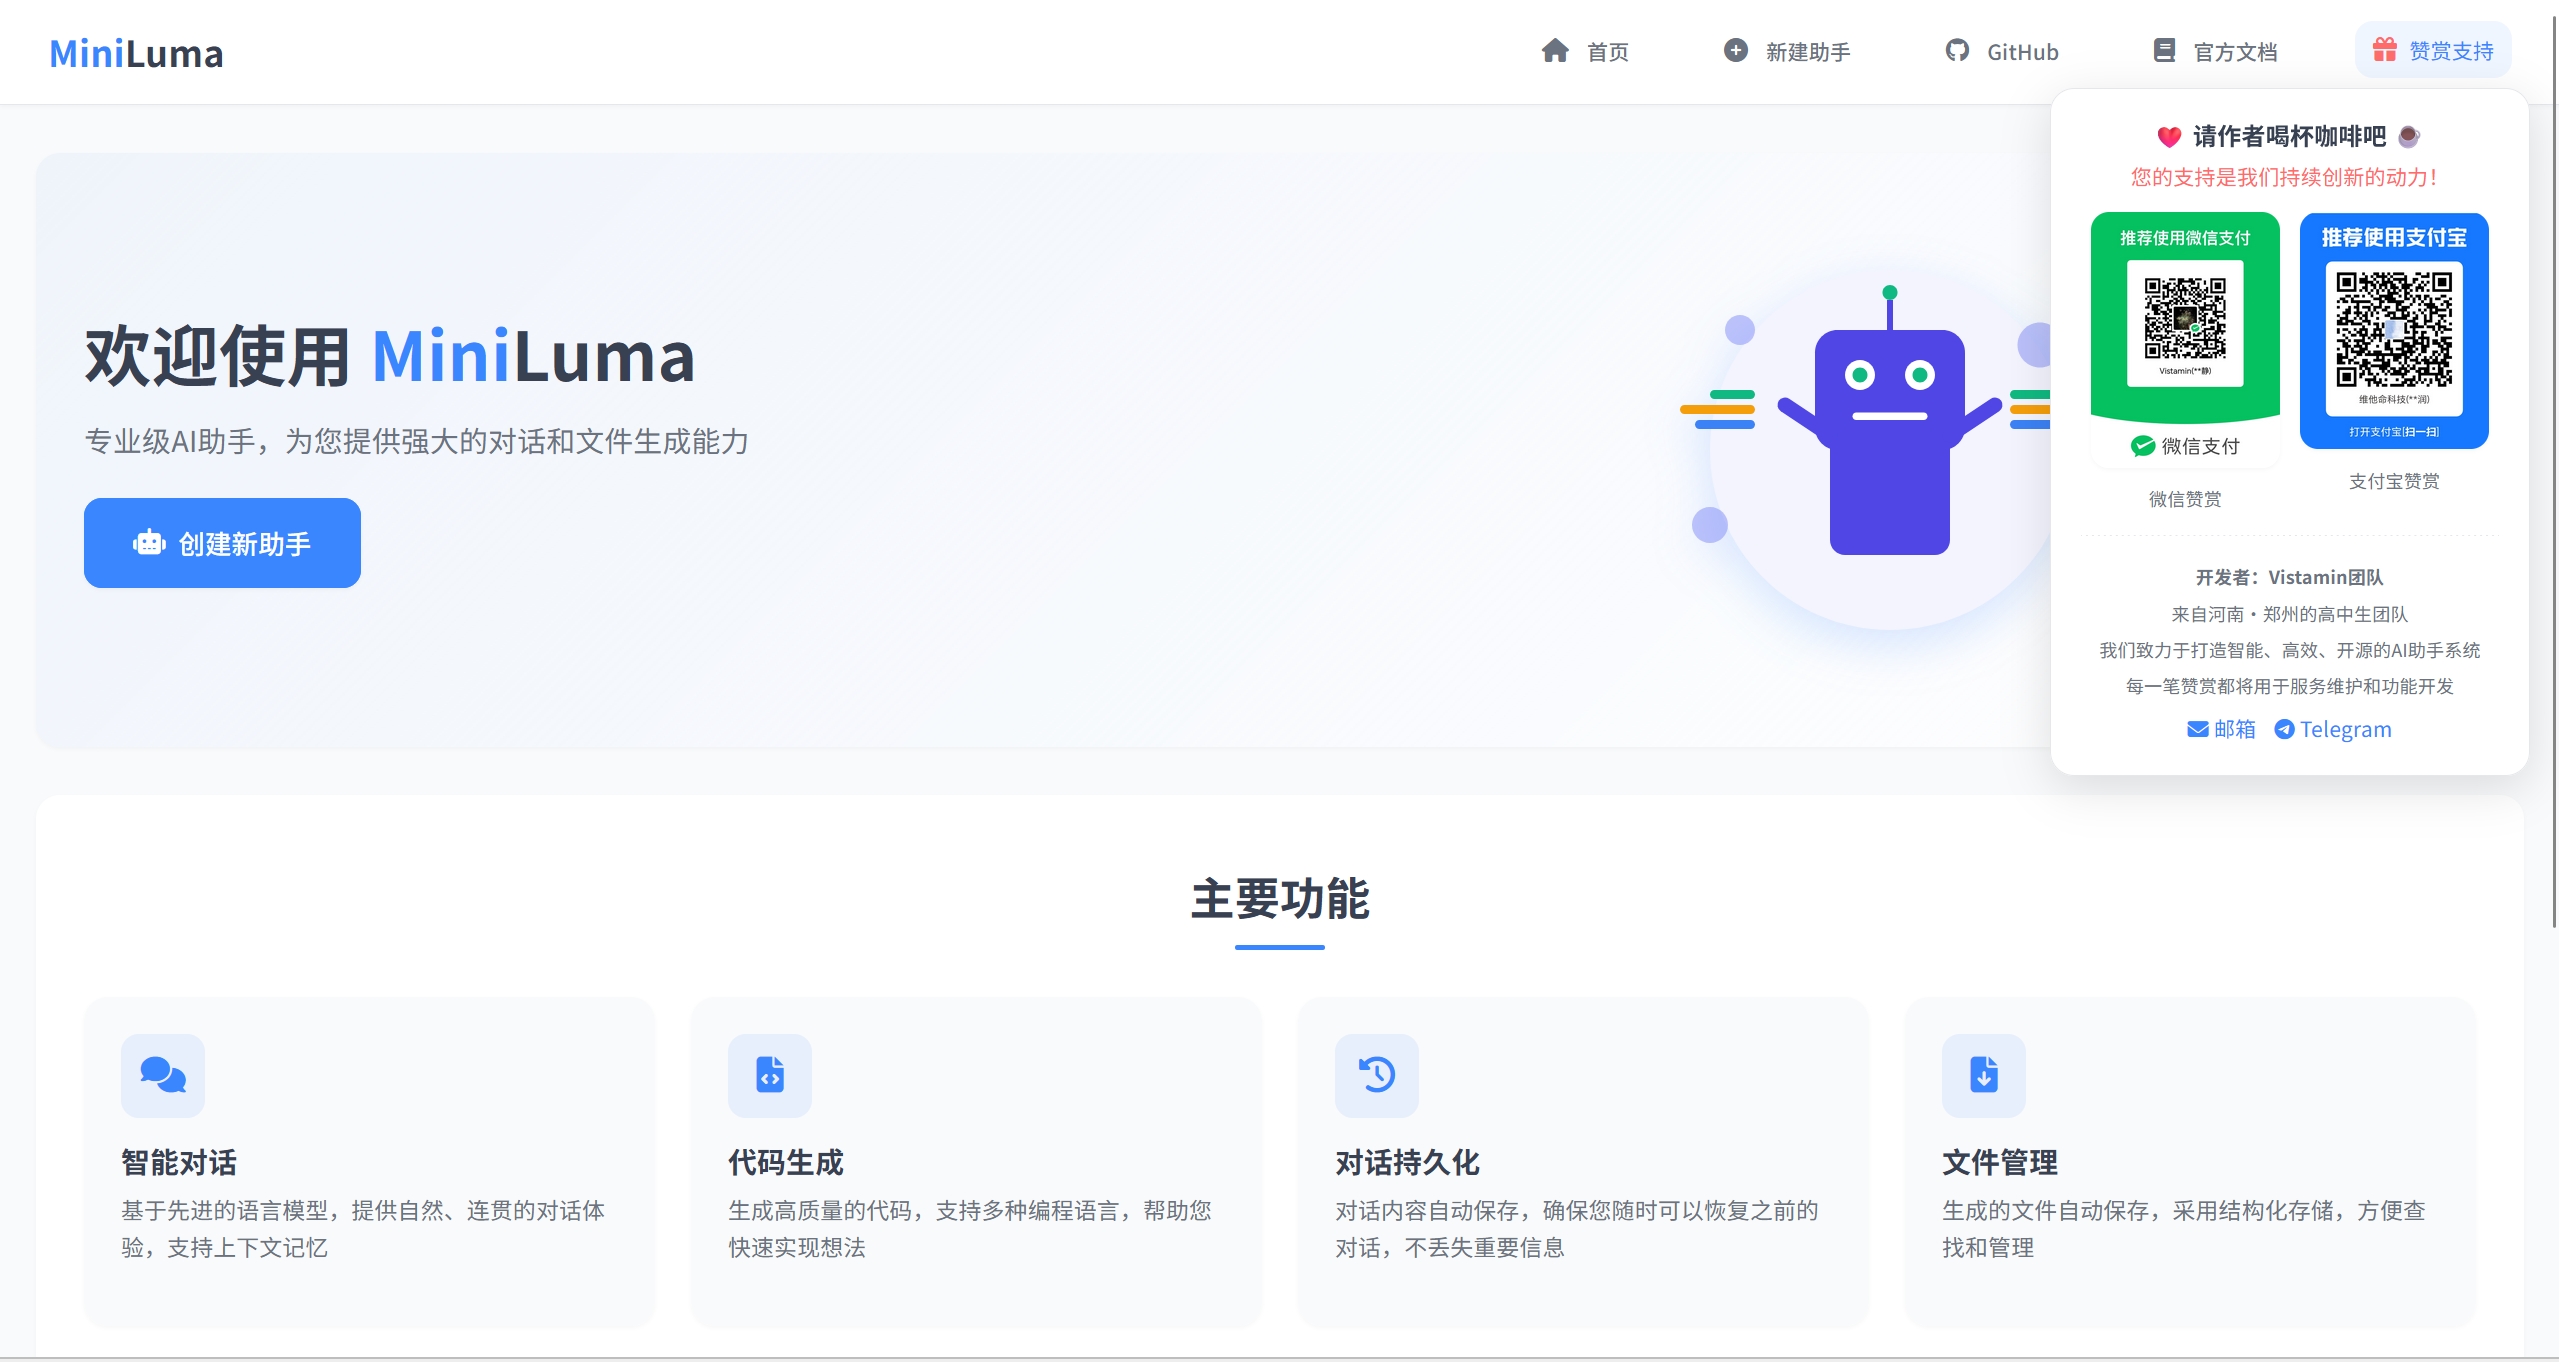 MiniLuma
首页
新建助手
GitHub
官方文档
赞赏支持
请作者喝杯咖啡吧
您的支持是我们持续创新的动力！
推荐使用微信支付
Vistamin(**静)
微信支付
微信赞赏
推荐使用支付宝
维他命科技(**润)
打开支付宝[扫一扫]
支付宝赞赏
开发者：Vistamin团队
来自河南·郑州的高中生团队
我们致力于打造智能、高效、开源的AI助手系统
每一笔赞赏都将用于服务维护和功能开发
邮箱
Telegram
欢迎使用 MiniLuma
专业级AI助手，为您提供强大的对话和文件生成能力
创建新助手
主要功能
智能对话
基于先进的语言模型，提供自然、连贯的对话体
验，支持上下文记忆
代码生成
生成高质量的代码，支持多种编程语言，帮助您
快速实现想法
对话持久化
对话内容自动保存，确保您随时可以恢复之前的
对话，不丢失重要信息
文件管理
生成的文件自动保存，采用结构化存储，方便查
找和管理